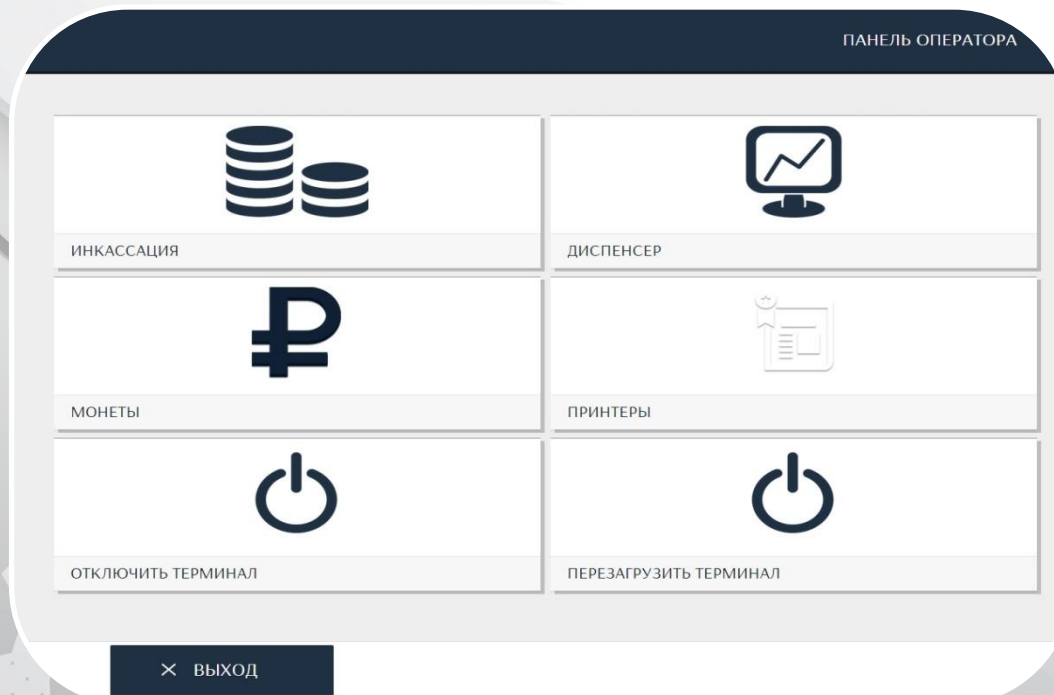 ПАНЕЛЬ ОПЕРАТОРА
ИНКАССАЦИЯ
ДИСПЕНСЕР
МОНЕТЫ
ПРИНТЕРЫ
ОТКЛЮЧИТЬ ТЕРМИНАЛ
ПЕРЕЗАГРУЗИТЬ ТЕРМИНАЛ
× ВЫХОД